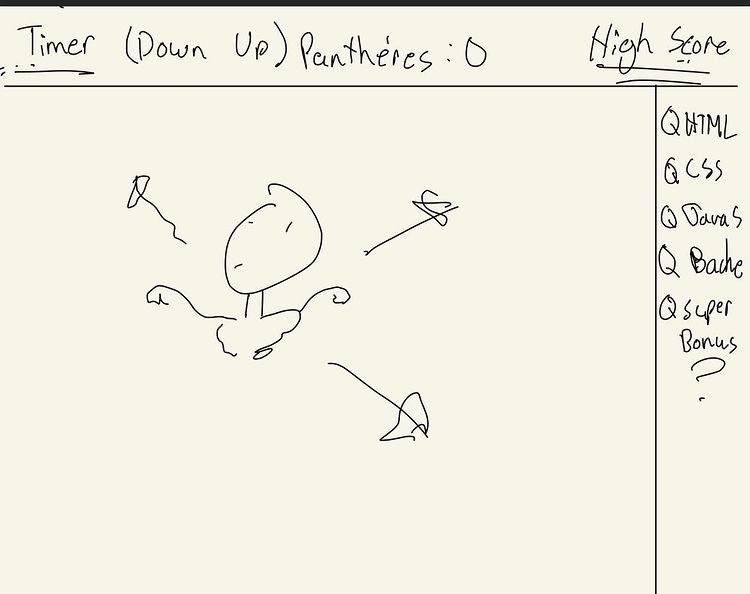 Timer (Down Up) Panthéres : 0 High Score
Q HTML
Q CSS
Q JavaS
Q Bache
Q super
Bonus
?